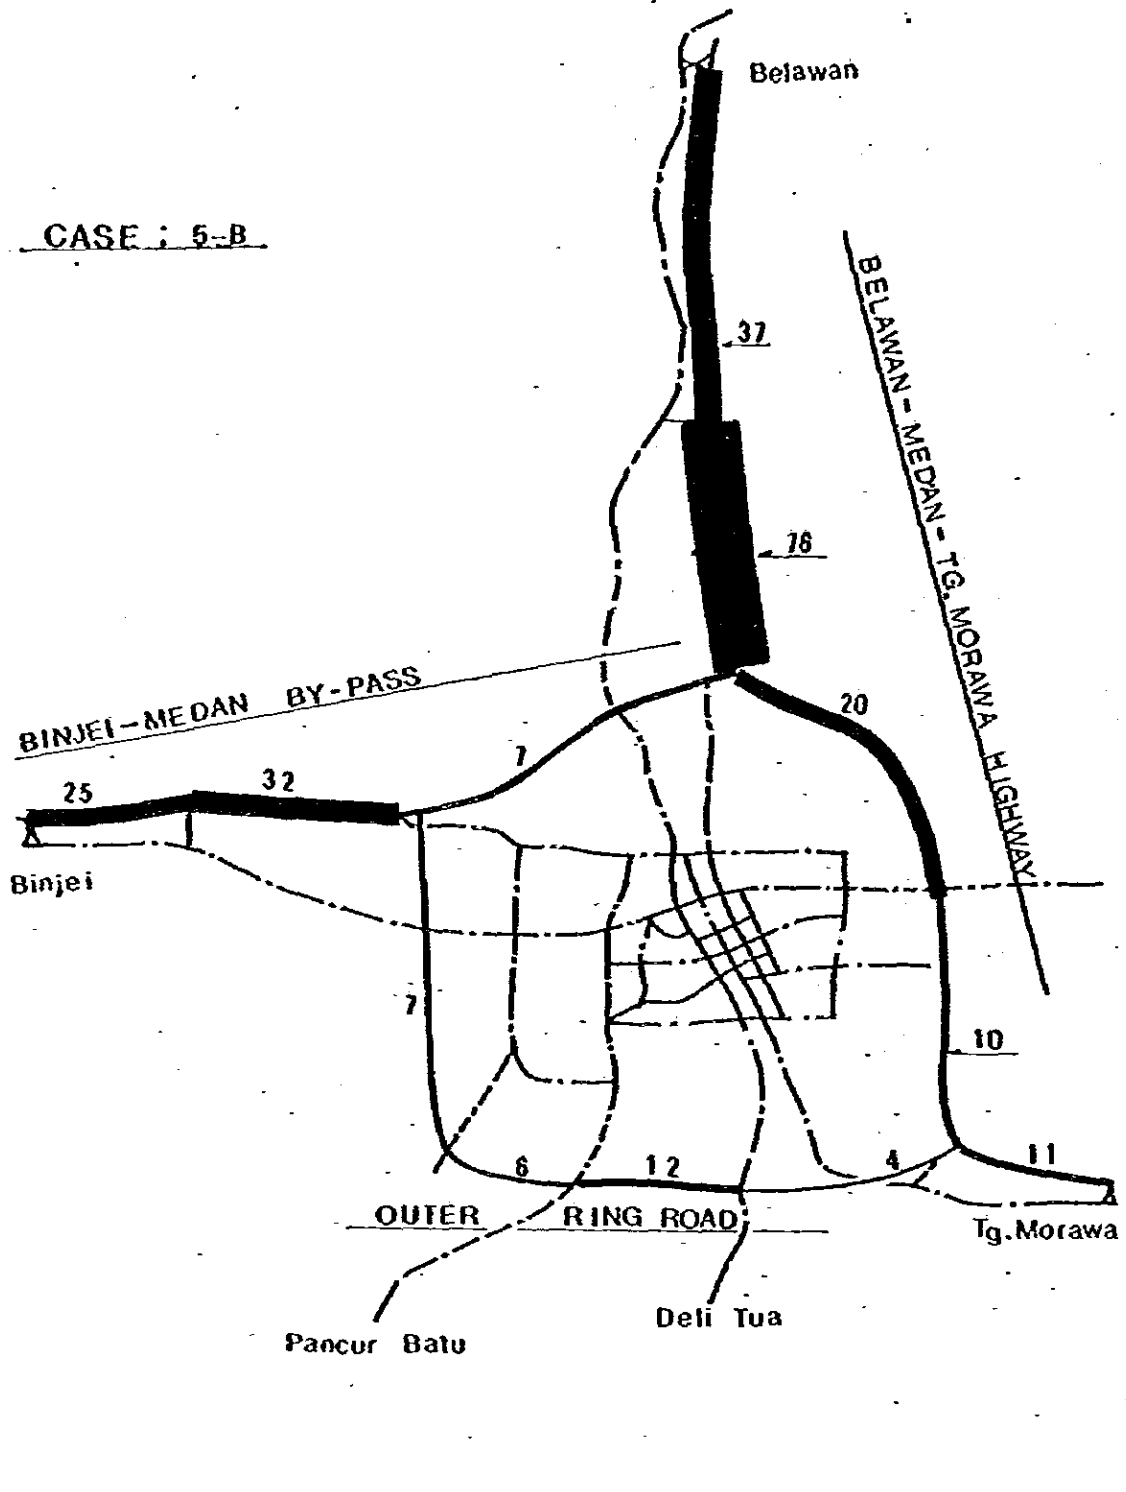 Belawan
CASE ; 5-B
37
BELAWAN-MEDAN-TG. MORAWA HIGHWAY
76
BINJEI-MEDAN BY-PASS
20
7
25
32
Binjei
7
10
6
12
4
11
OUTER RING ROAD
Tg. Morawa
Deli Tua
Pancur Batu